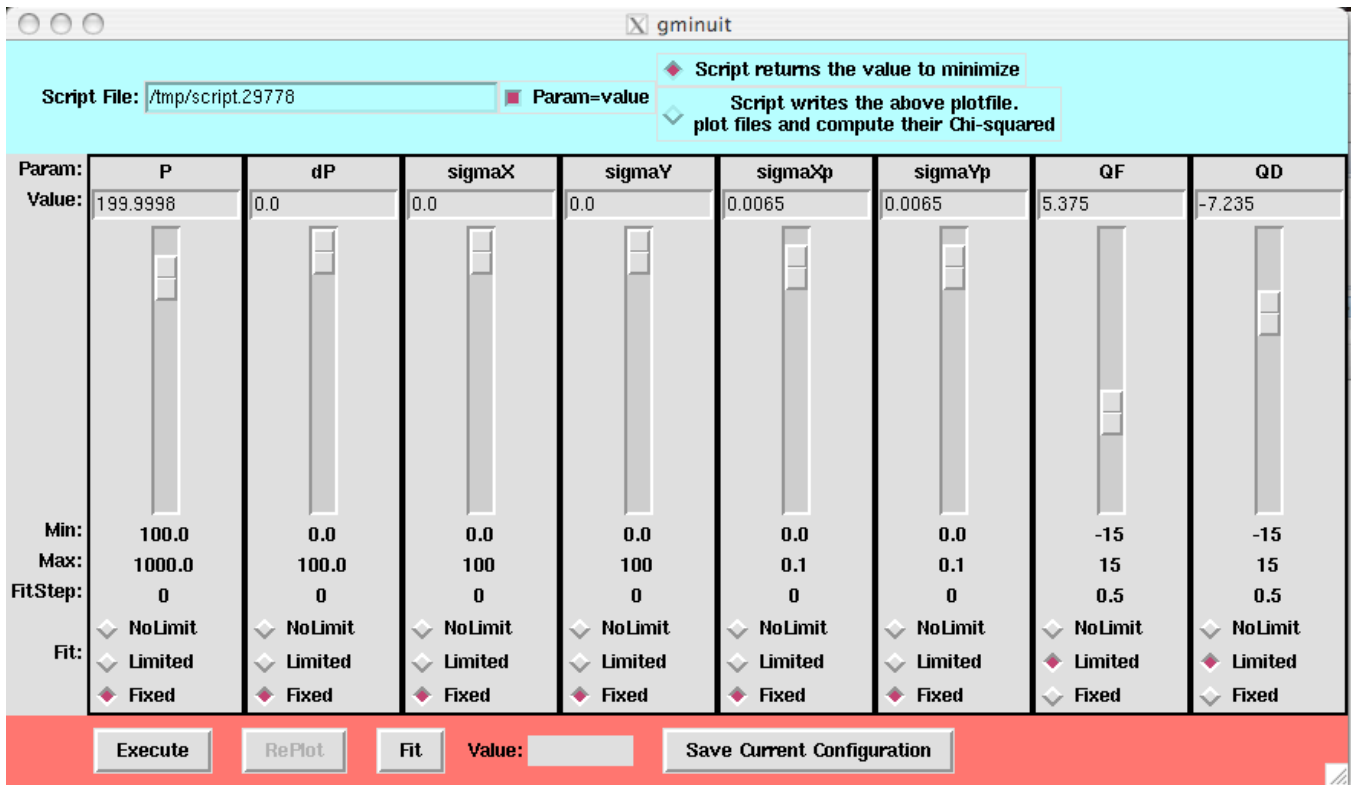 gminuit
Script returns the value to minimize
Script File: /tmp/script.29778 Param=value
Script writes the above plotfile.
plot files and compute their Chi-squared
Param: P dP sigmaX sigmaY sigmaXp sigmaYp QF QD
Value: 199.9998 0.0 0.0 0.0 0.0065 0.0065 5.375 -7.235
Min: 100.0 0.0 0.0 0.0 0.0 0.0 -15 -15
Max: 1000.0 100.0 100 100 0.1 0.1 15 15
FitStep: 0 0 0 0 0 0 0.5 0.5
NoLimit NoLimit NoLimit NoLimit NoLimit NoLimit NoLimit NoLimit
Fit: Limited Limited Limited Limited Limited Limited Limited Limited
Fixed Fixed Fixed Fixed Fixed Fixed Fixed Fixed
Execute RePlot Fit Value: Save Current Configuration